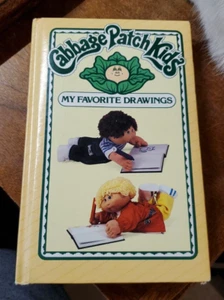 Cabbage Patch Kids
MY FAVORITE DRAWINGS